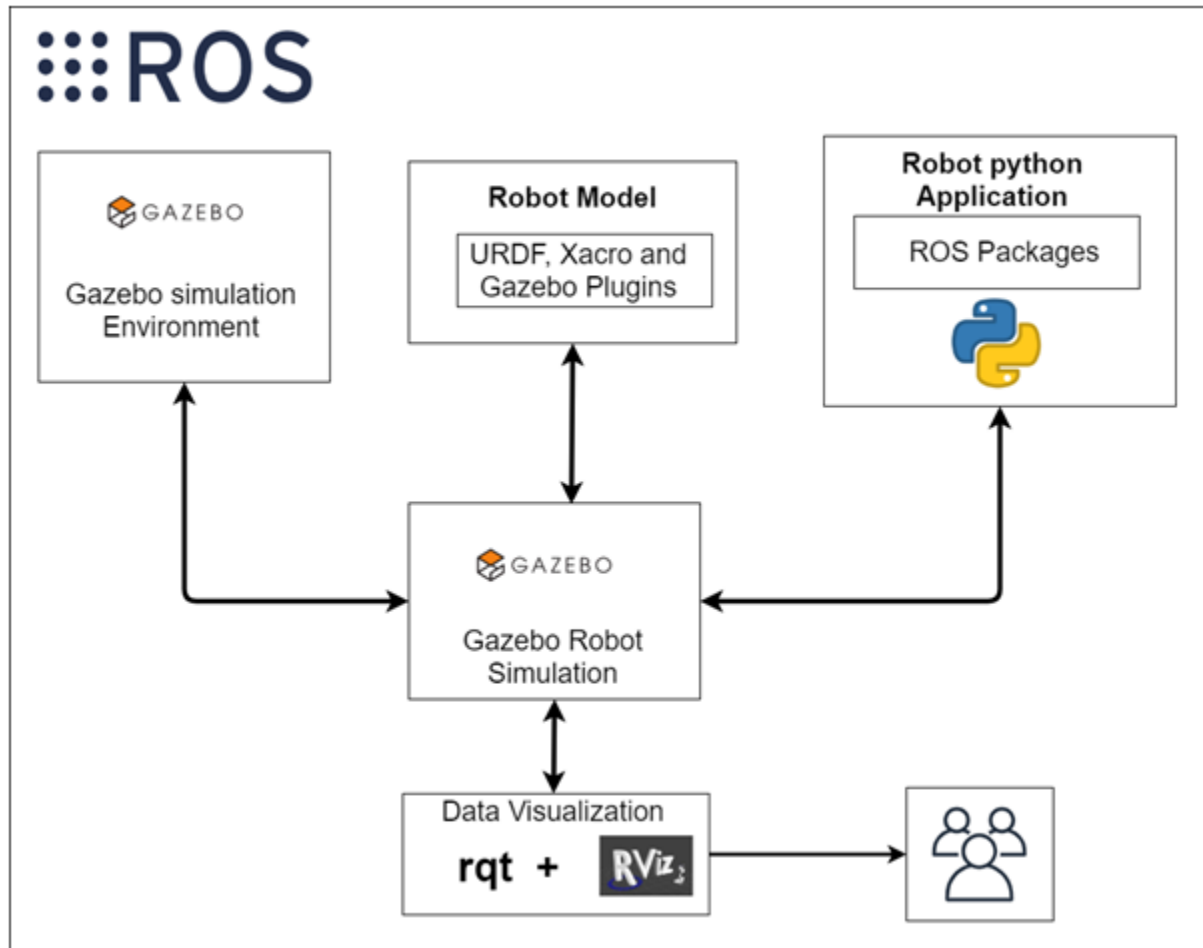 ROS
GAZEBO
Gazebo simulation
Environment
Robot Model
URDF, Xacro and
Gazebo Plugins
Robot python
Application
ROS Packages
GAZEBO
Gazebo Robot
Simulation
Data Visualization
rqt + RViz